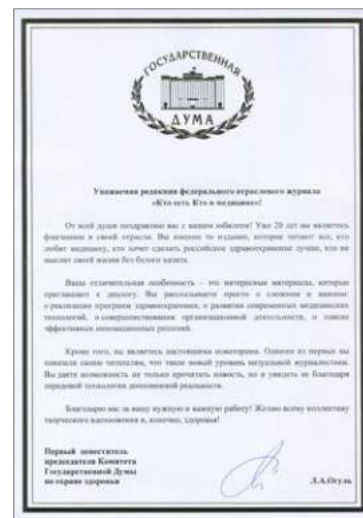 ГОСУДАРСТВЕННАЯ
ДУМА
Уважаемая редакция федерального отраслевого журнала
«Кто есть Кто в медицине»!
От всей души поздравляю вас с вашим юбилеем! Уже 20 лет вы являетесь
флагманом в своей отрасли. Вы именно то издание, которое читают все, кто
любит медицину, кто хочет сделать российское здравоохранение лучше, кто не
мыслит своей жизни без белого халата.
Ваша отличительная особенность – это интересные материалы, которые
приглашают к диалогу. Вы рассказываете просто о сложном и важном:
о реализации программ здравоохранения, о развитии современных медицинских
технологий, о совершенствовании организационной деятельности, о поиске
эффективных инновационных решений.
Кроме того, вы являетесь настоящими новаторами. Одними из первых вы
показали своим читателям, что такое новый уровень визуальной журналистики.
Вы даете возможность не только прочитать новость, но и увидеть ее благодаря
передовой технологии дополненной реальности.
Благодарю вас за вашу нужную и важную работу! Желаю всему коллективу
творческого вдохновения и, конечно, здоровья!
Первый заместитель
председателя Комитета
Государственной Думы
по охране здоровья
Л.А.Огуль